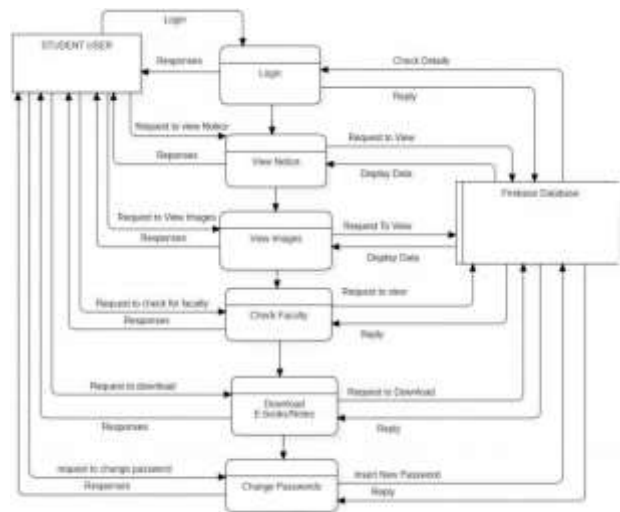 Login
STUDENT USER
Responses
Login
Check Details
Reply
Request to view Notice
Reponses
View Notice
Request to View
Display Data
Firebase Database
Request to View Images
Responses
View Images
Request To View
Display Data
Request to check for faculty
Responses
Check Faculty
Request to view
Reply
Request to download
Responses
Download
E-books/Notes
Request to Download
Reply
request to change password
Responses
Change Passwords
Insert New Password
Reply